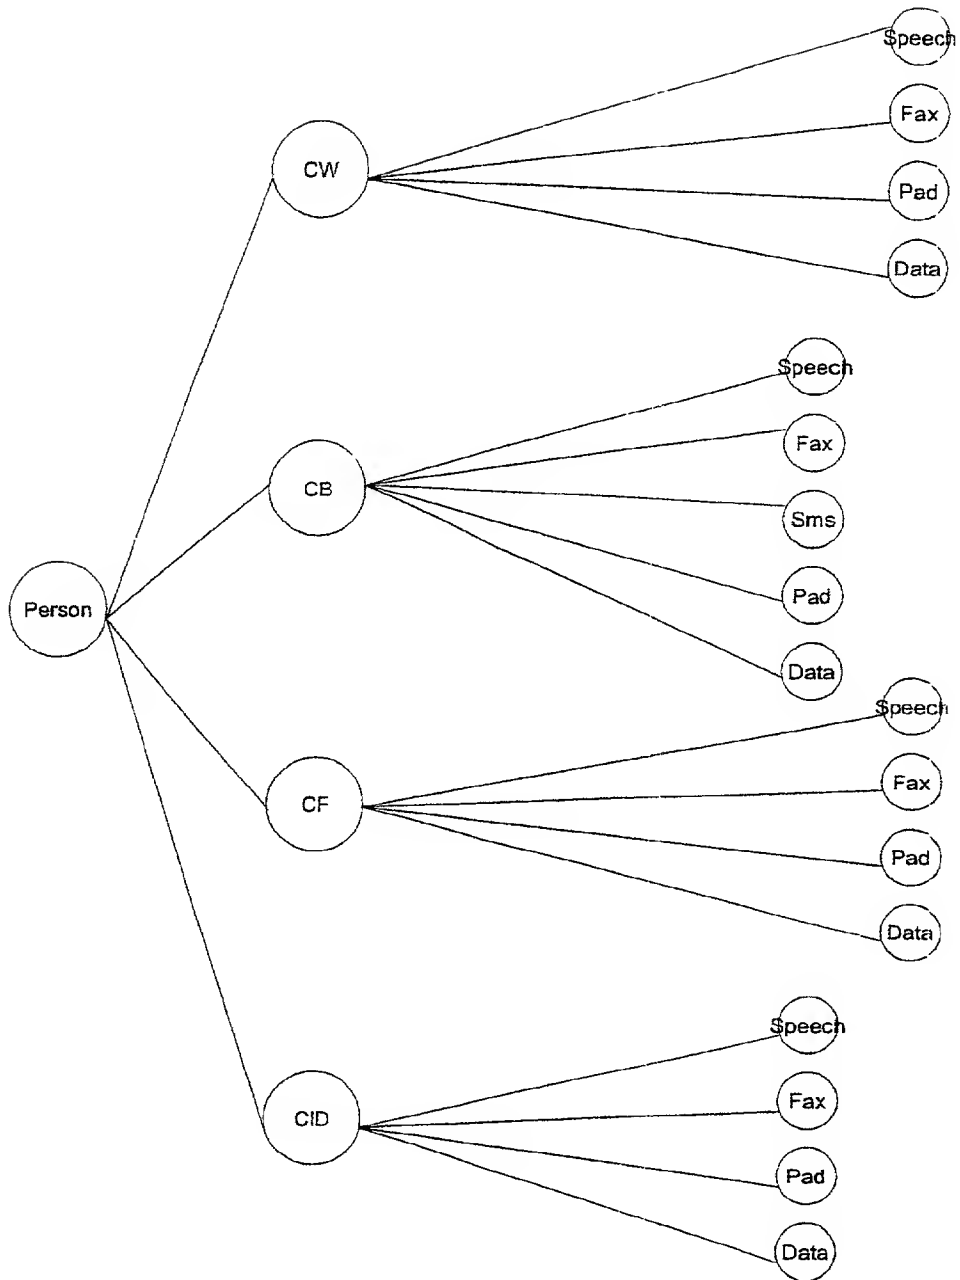 Person
CW
Speech
Fax
Pad
Data
CB
Speech
Fax
Sms
Pad
Data
CF
Speech
Fax
Pad
Data
CID
Speech
Fax
Pad
Data